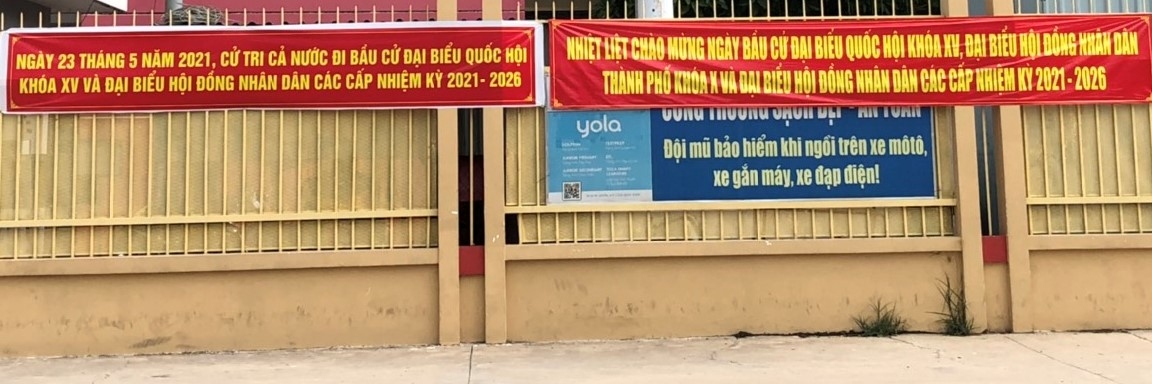 NGÀY 23 THÁNG 5 NĂM 2021, CỬ TRI CẢ NƯỚC ĐI BẦU CỬ ĐẠI BIỂU QUỐC HỘI
KHÓA XV VÀ ĐẠI BIỂU HỘI ĐỒNG NHÂN DÂN CÁC CẤP NHIỆM KỲ 2021- 2026
NHIỆT LIỆT CHÀO MỪNG NGÀY BẦU CỬ ĐẠI BIỂU QUỐC HỘI KHÓA XV, ĐẠI BIỂU HỘI ĐỒNG NHÂN DÂN
THÀNH PHỐ KHÓA X VÀ ĐẠI BIỂU HỘI ĐỒNG NHÂN DÂN CÁC CẤP NHIỆM KỲ 2021- 2026
yola
CỔNG TRƯỜNG SẠCH ĐẸP - AN TOÀN
Đội mũ bảo hiểm khi ngồi trên xe môtô,
xe gắn máy, xe đạp điện!